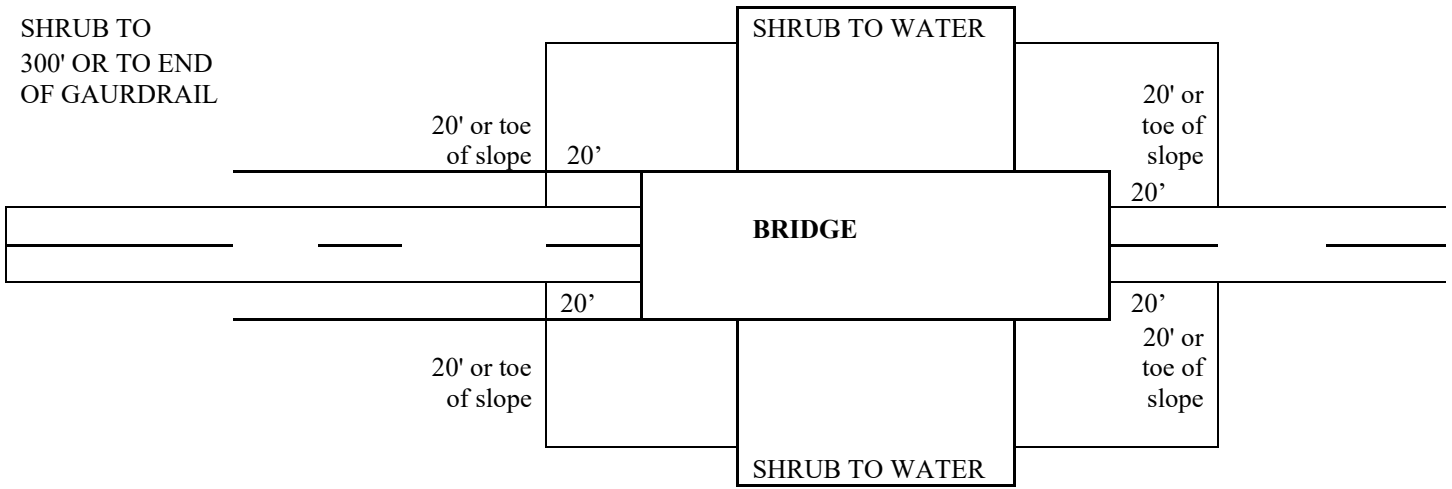 SHRUB TO
300' OR TO END
OF GAURDRAIL
SHRUB TO WATER
20' or toe
of slope
20’
20' or
toe of
slope
20’
BRIDGE
20’
20’
20' or toe
of slope
20' or
toe of
slope
SHRUB TO WATER